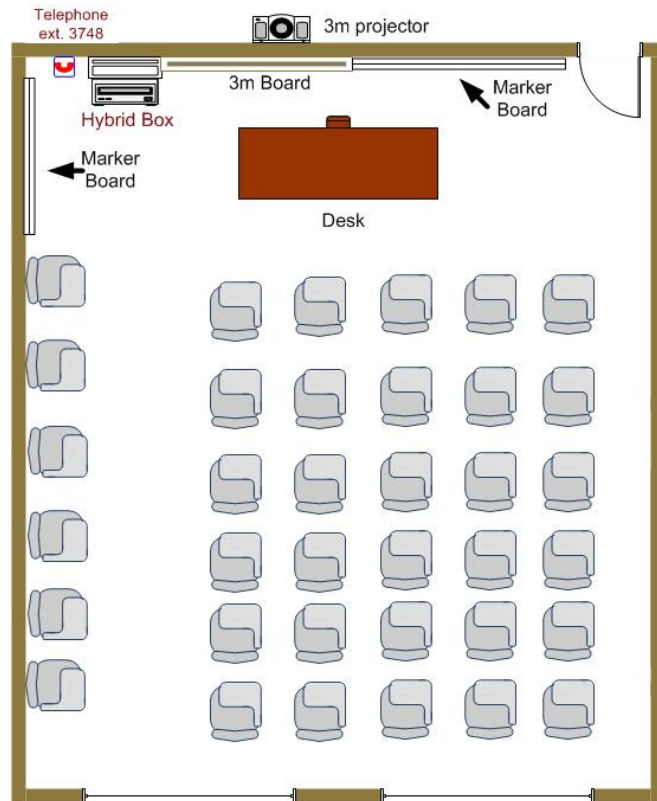 Telephone
ext. 3748
3m projector
3m Board
Marker
Board
Hybrid Box
Marker
Board
Desk